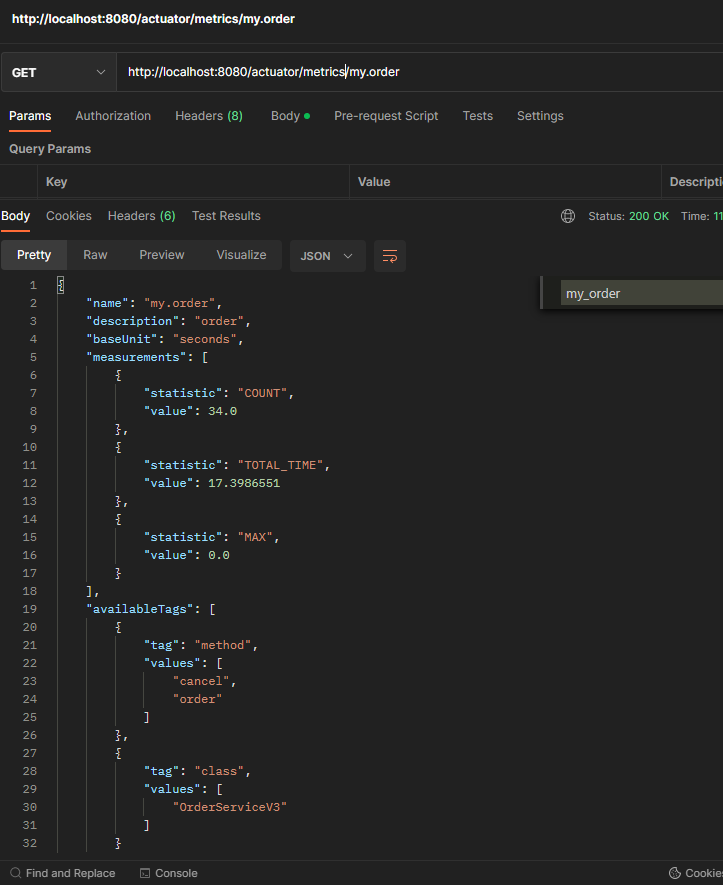 http://localhost:8080/actuator/metrics/my.order
GET http://localhost:8080/actuator/metrics/my.order
Params Authorization Headers (8) Body Pre-request Script Tests Settings
Query Params
Key Value Descripti
Body Cookies Headers (6) Test Results Status: 200 OK Time: 11
Pretty Raw Preview Visualize JSON
my_order
1 {
2 "name": "my.order",
3 "description": "order",
4 "baseUnit": "seconds",
5 "measurements": [
6 {
7 "statistic": "COUNT",
8 "value": 34.0
9 },
10 {
11 "statistic": "TOTAL_TIME",
12 "value": 17.3986551
13 },
14 {
15 "statistic": "MAX",
16 "value": 0.0
17 }
18 ],
19 "availableTags": [
20 {
21 "tag": "method",
22 "values": [
23 "cancel",
24 "order"
25 ]
26 },
27 {
28 "tag": "class",
29 "values": [
30 "OrderServiceV3"
31 ]
32 }
Find and Replace Console Cookie